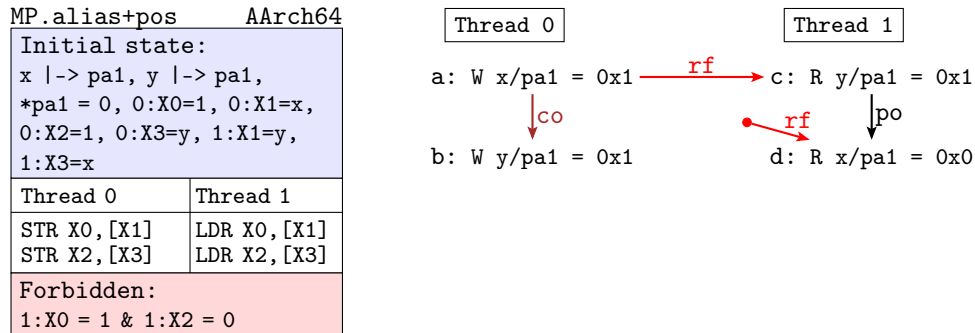 MP.alias+pos AArch64
Initial state:
x |-> pa1, y |-> pa1,
*pa1 = 0, 0:X0=1, 0:X1=x,
0:X2=1, 0:X3=y, 1:X1=y,
1:X3=x
Thread 0 Thread 1
STR X0,[X1] LDR X0,[X1]
STR X2,[X3] LDR X2,[X3]
Forbidden:
1:X0 = 1 & 1:X2 = 0
Thread 0 Thread 1
a: W x/pa1 = 0x1 rf c: R y/pa1 = 0x1
co rf po
b: W y/pa1 = 0x1 d: R x/pa1 = 0x0